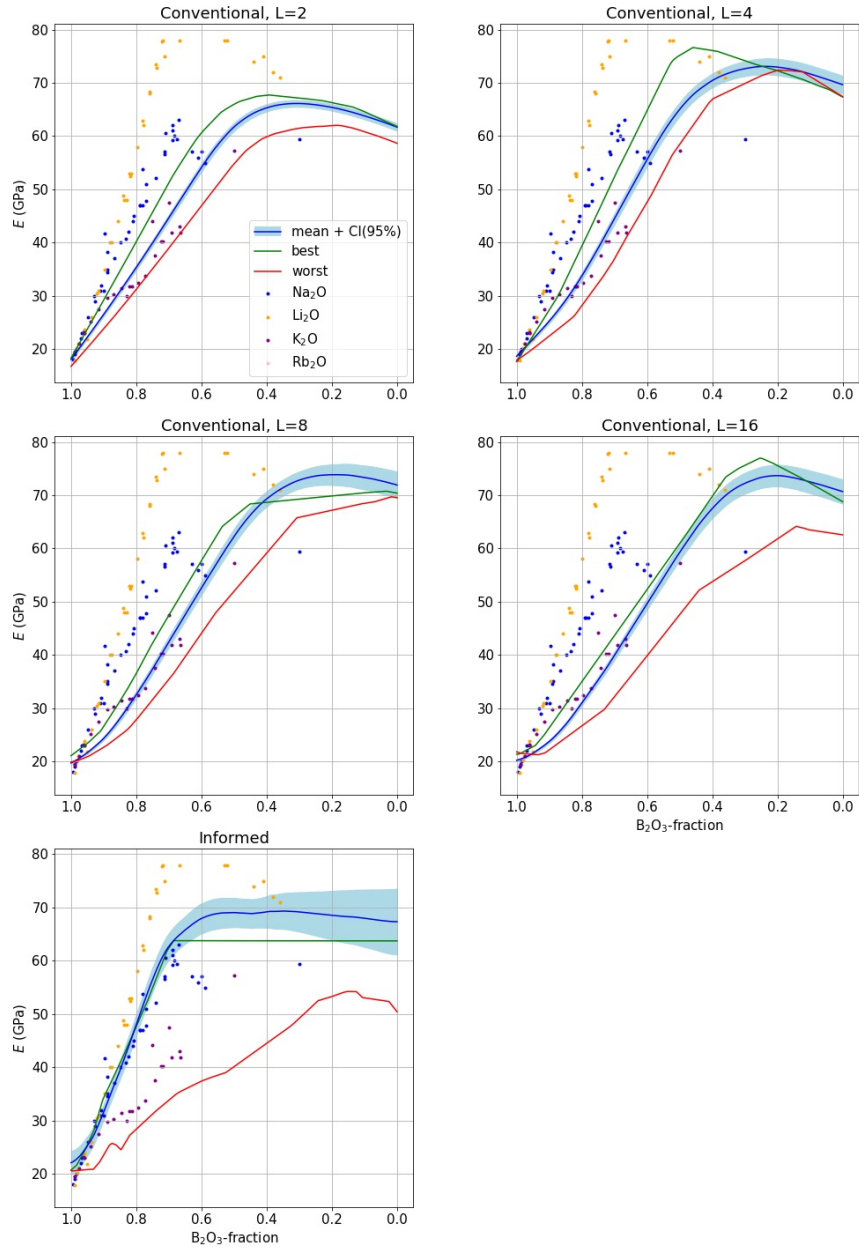 Conventional, L=2
80
70
60
50
40
30
20
E (GPa)
mean + CI(95%)
best
worst
Na₂O
Li₂O
K₂O
Rb₂O
1.0 0.8 0.6 0.4 0.2 0.0
Conventional, L=4
80
70
60
50
40
30
20
1.0 0.8 0.6 0.4 0.2 0.0
Conventional, L=8
80
70
60
50
40
30
20
E (GPa)
1.0 0.8 0.6 0.4 0.2 0.0
Conventional, L=16
80
70
60
50
40
30
20
1.0 0.8 0.6 0.4 0.2 0.0
B₂O₃-fraction
Informed
80
70
60
50
40
30
20
E (GPa)
1.0 0.8 0.6 0.4 0.2 0.0
B₂O₃-fraction